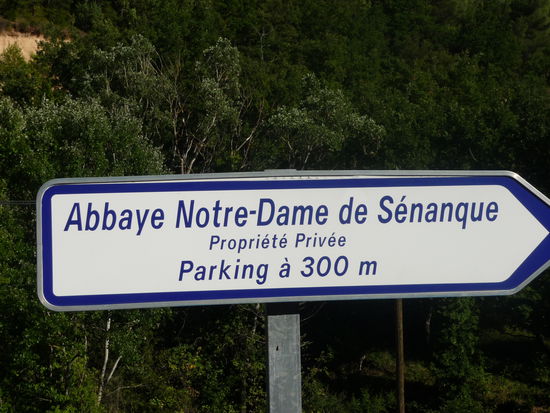 Abbaye Notre-Dame de Sénanque
Propriété Privée
Parking à 300 m